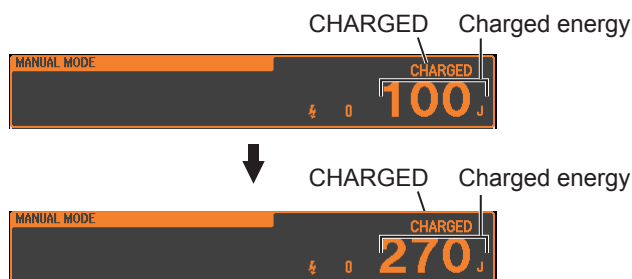 CHARGED Charged energy
MANUAL MODE
CHARGED
0 100 J
CHARGED Charged energy
MANUAL MODE
CHARGED
0 270 J